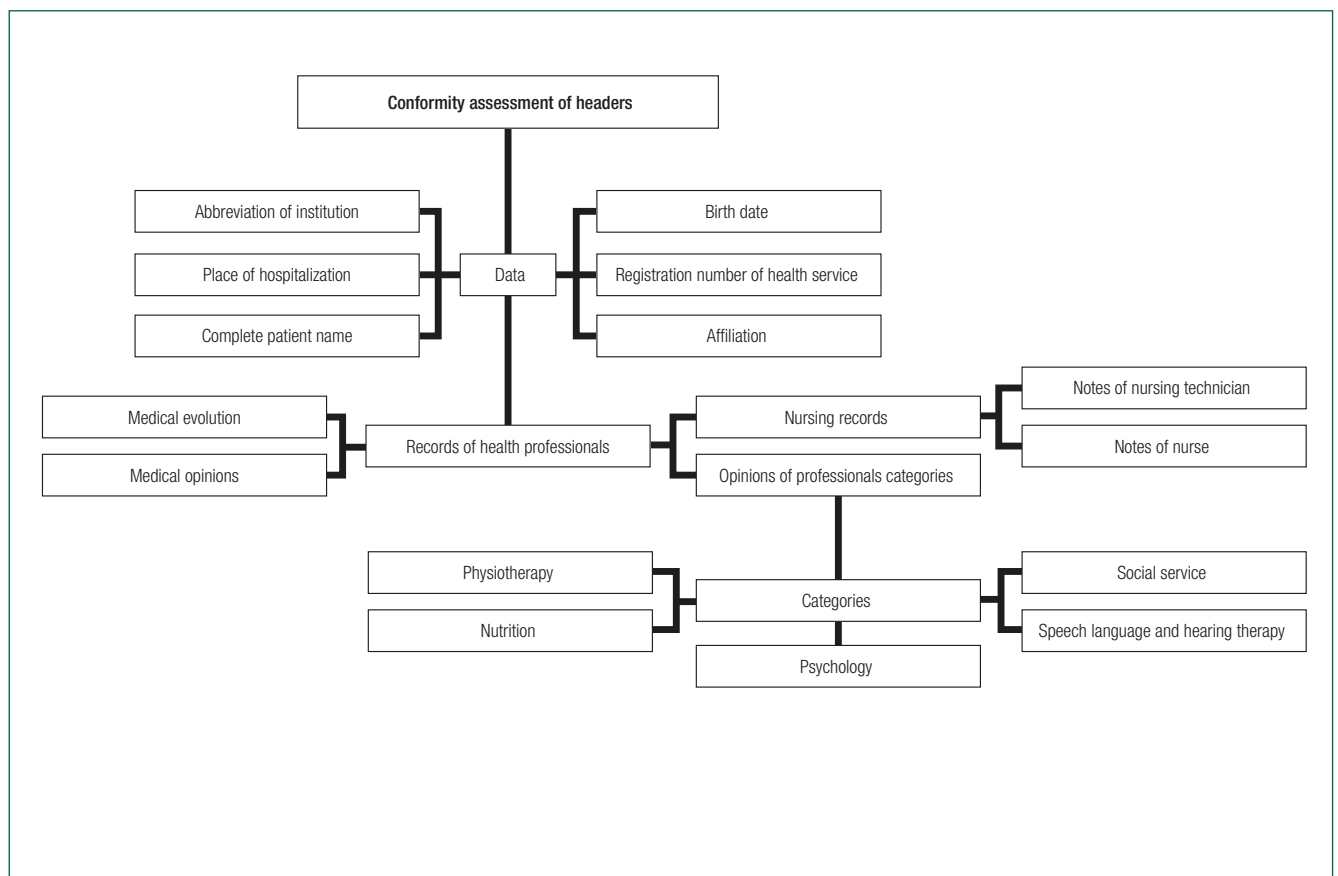 Conformity assessment of headers
Abbreviation of institution
Birth date
Place of hospitalization
Data
Registration number of health service
Complete patient name
Affiliation
Medical evolution
Medical opinions
Records of health professionals
Nursing records
Opinions of professionals categories
Notes of nursing technician
Notes of nurse
Physiotherapy
Nutrition
Categories
Social service
Speech language and hearing therapy
Psychology